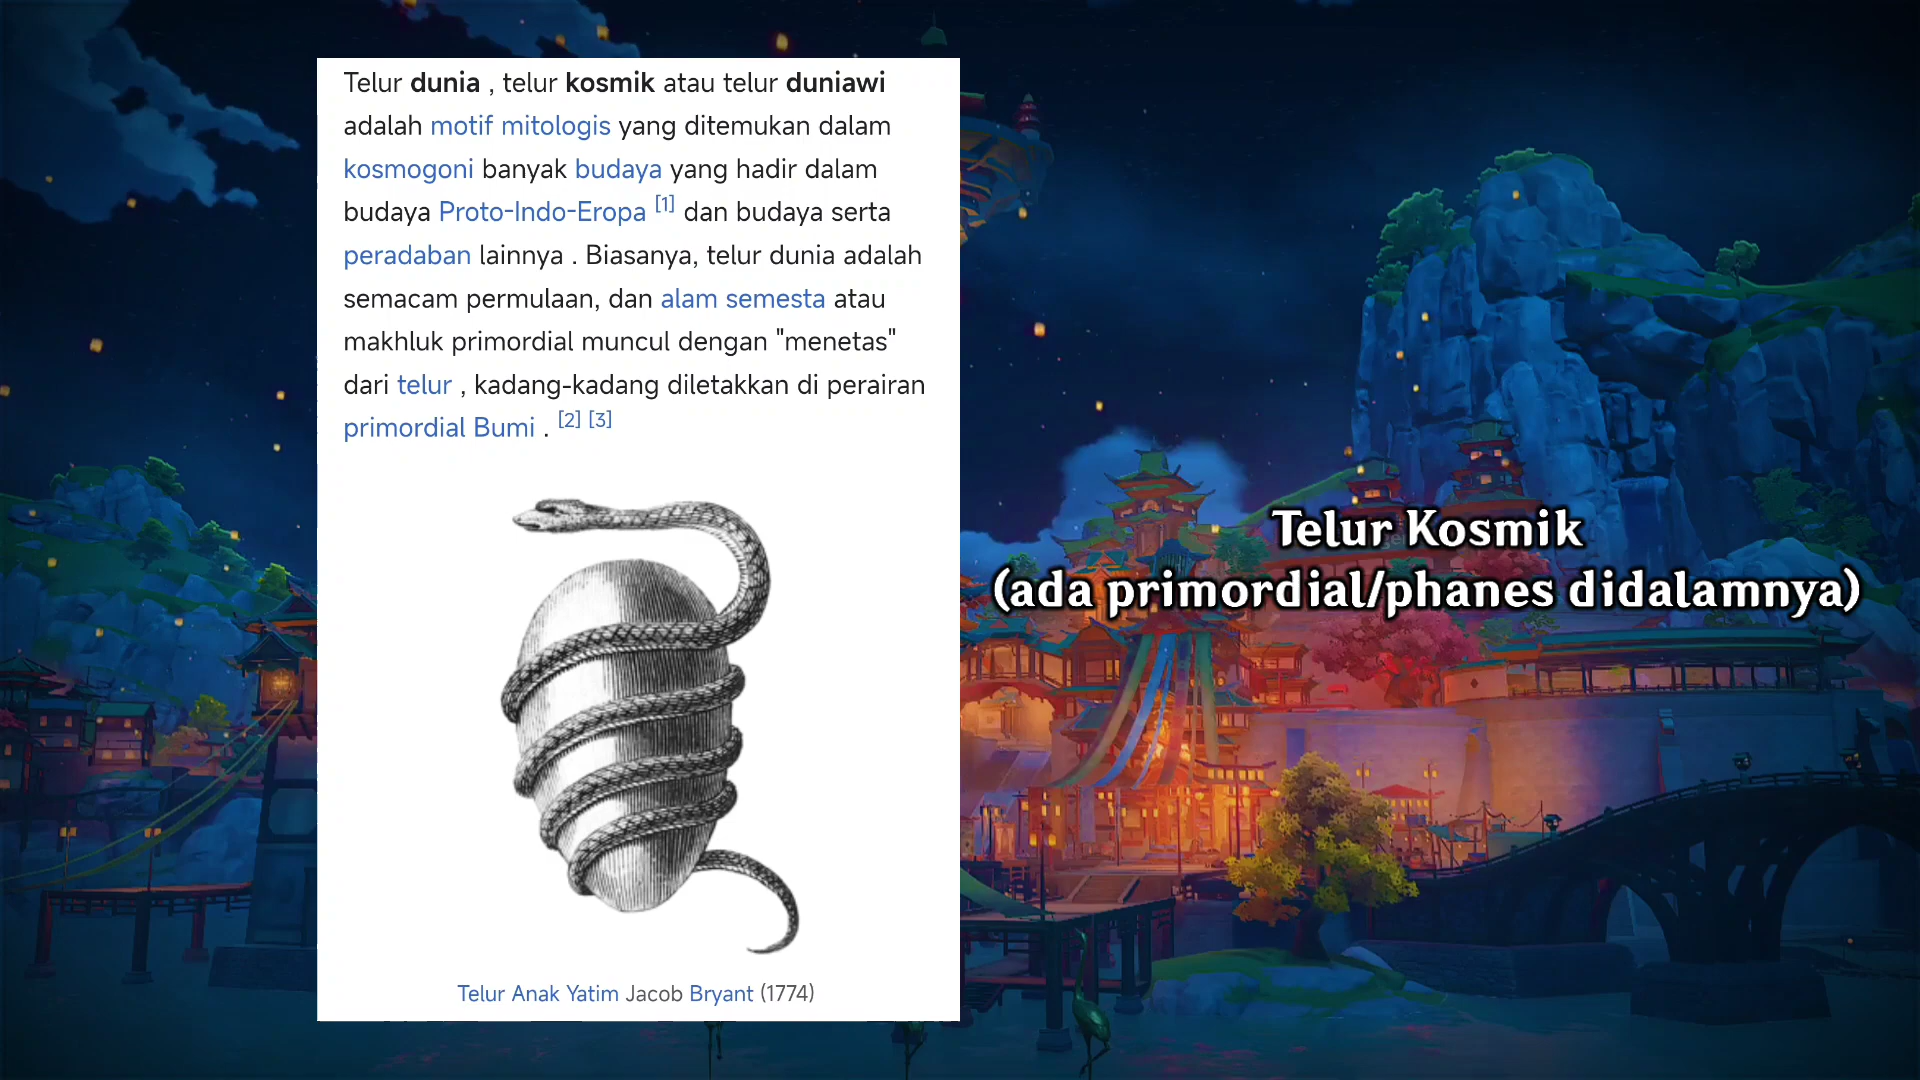 Telur dunia , telur kosmik atau telur duniawi
adalah motif mitologis yang ditemukan dalam
kosmogoni banyak budaya yang hadir dalam
budaya Proto-Indo-Eropa [1] dan budaya serta
peradaban lainnya . Biasanya, telur dunia adalah
semacam permulaan, dan alam semesta atau
makhluk primordial muncul dengan "menetas"
dari telur , kadang-kadang diletakkan di perairan
primordial Bumi . [2] [3]
Telur Anak Yatim Jacob Bryant (1774)
Telur Kosmik
(ada primordial/phanes didalamnya)